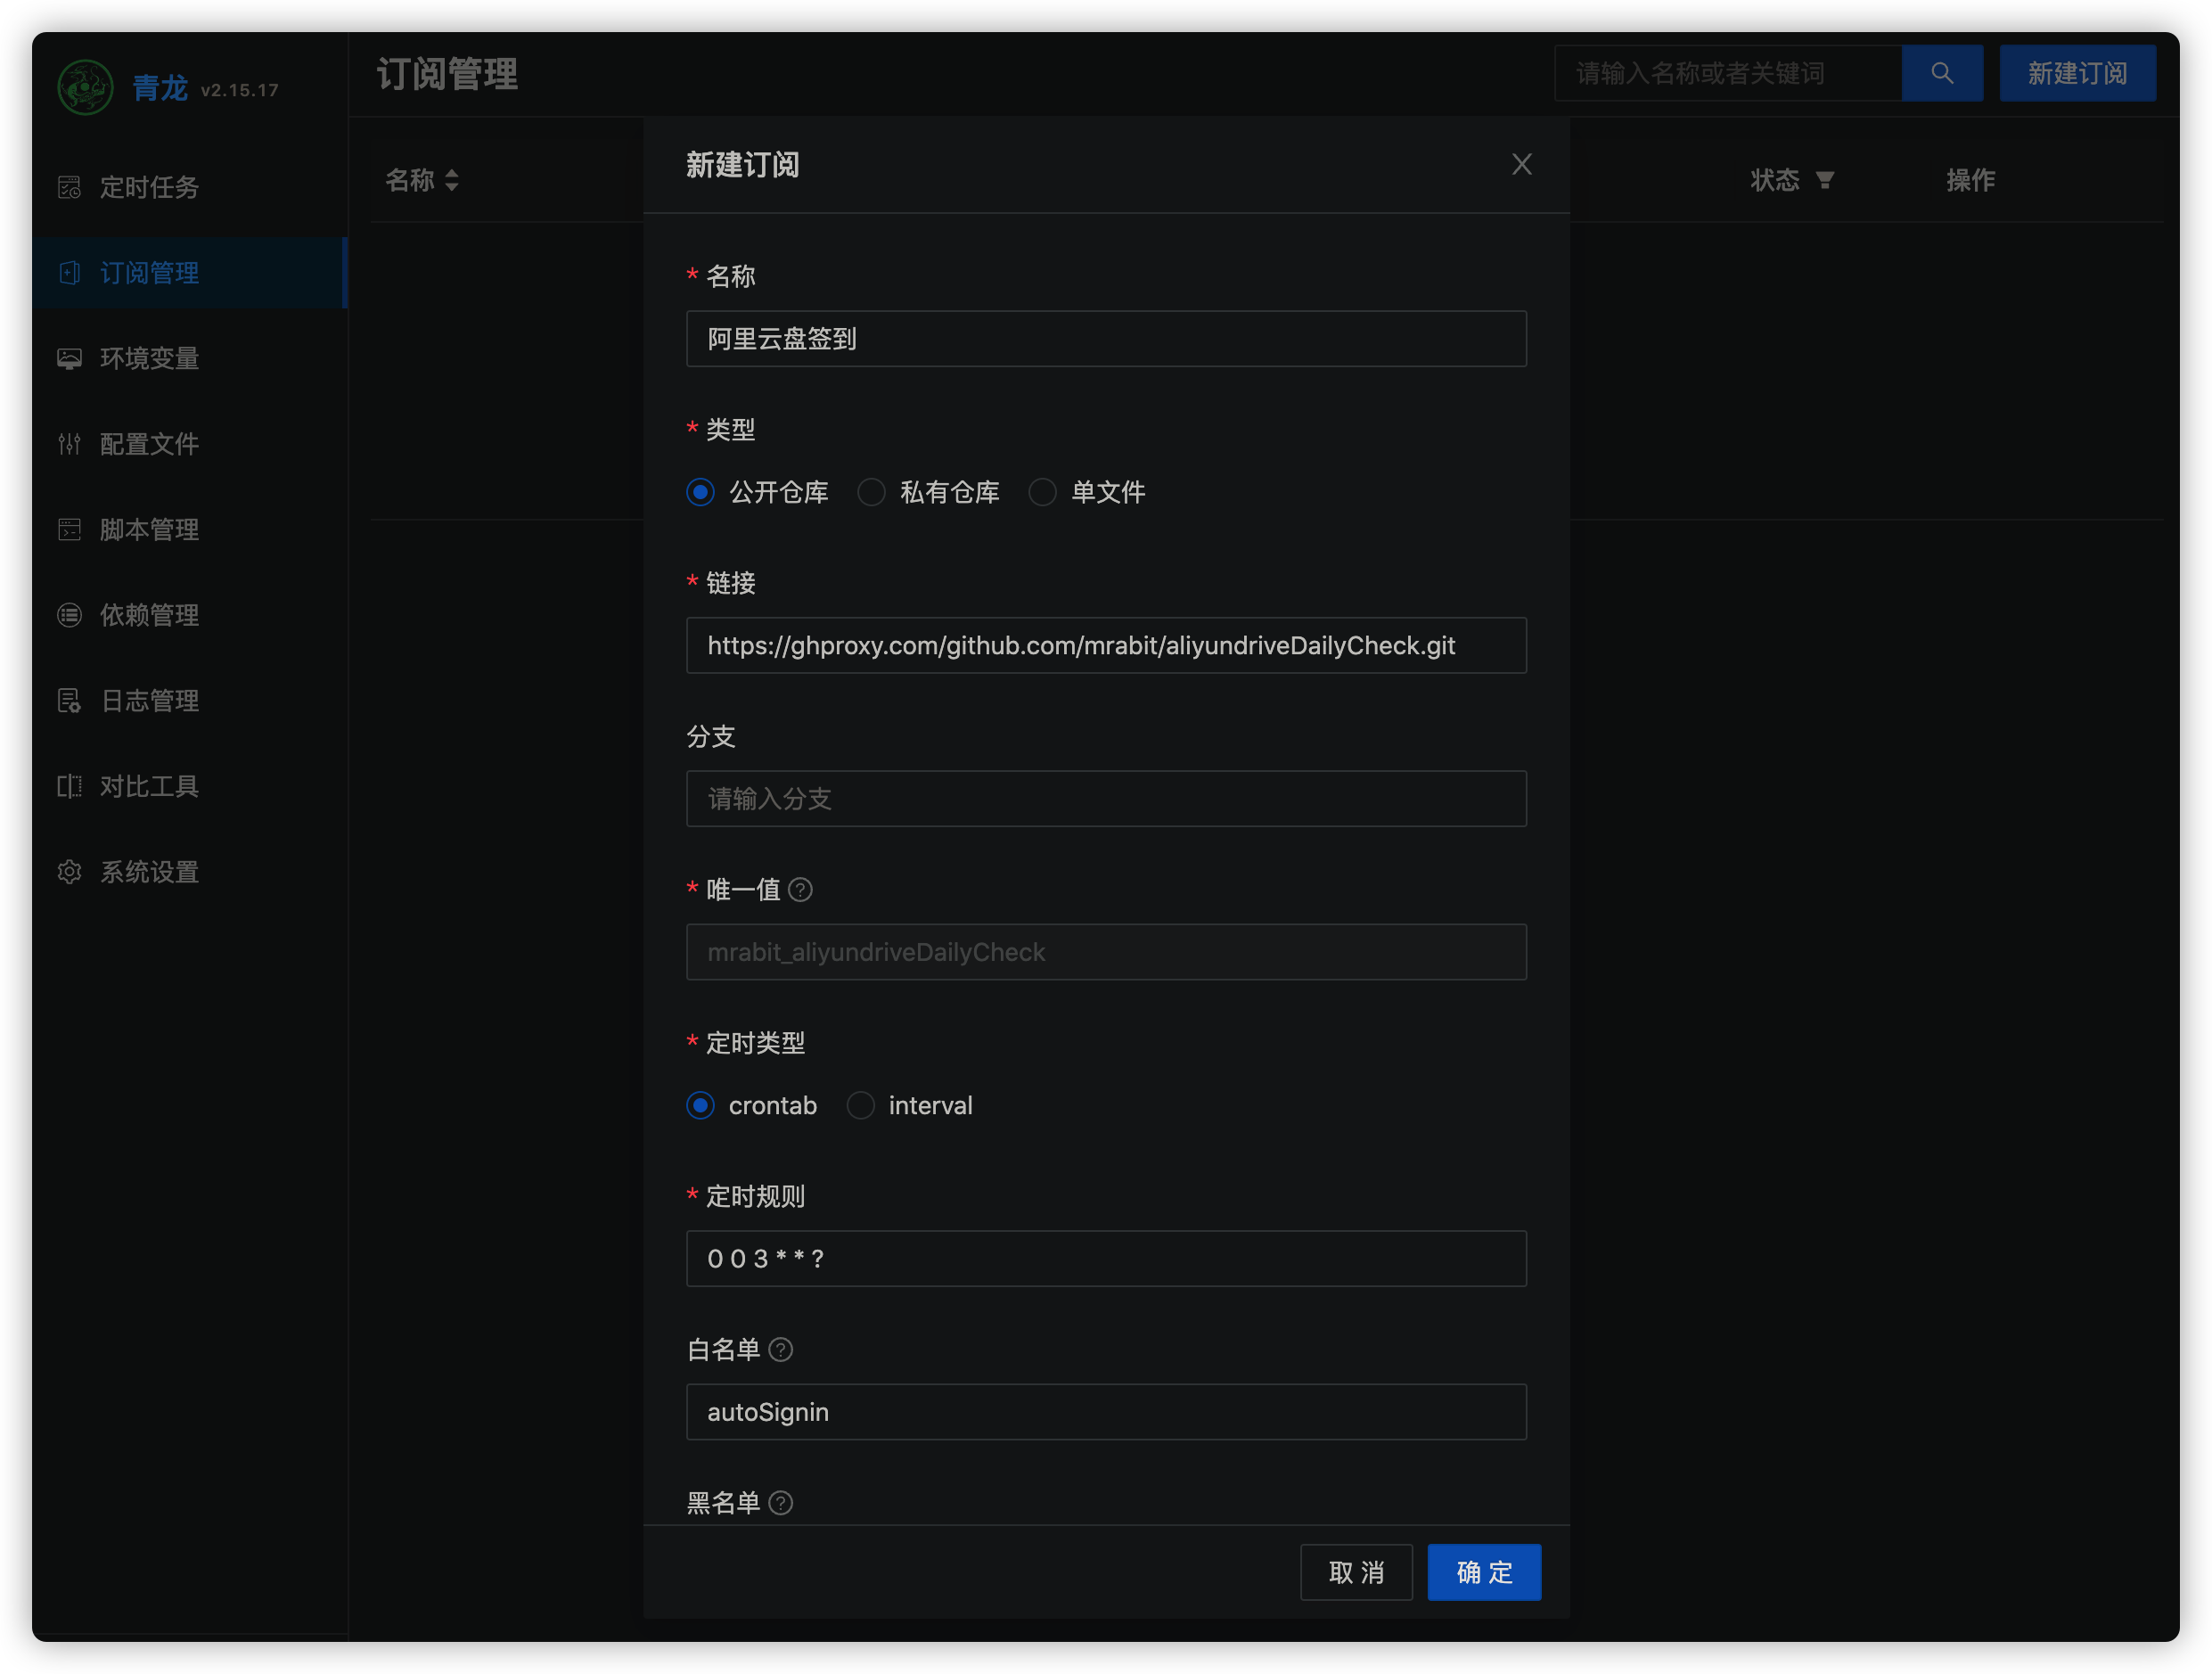 青龙 v2.15.17
定时任务
订阅管理
环境变量
配置文件
脚本管理
依赖管理
日志管理
对比工具
系统设置
订阅管理
请输入名称或者关键词
新建订阅
名称
状态
操作
新建订阅
* 名称
阿里云盘签到
* 类型
公开仓库 私有仓库 单文件
* 链接
https://ghproxy.com/github.com/mrabit/aliyundriveDailyCheck.git
分支
请输入分支
* 唯一值 ?
mrabit_aliyundriveDailyCheck
* 定时类型
crontab interval
* 定时规则
0 0 3 * * ?
白名单 ?
autoSignin
黑名单 ?
取 消
确 定